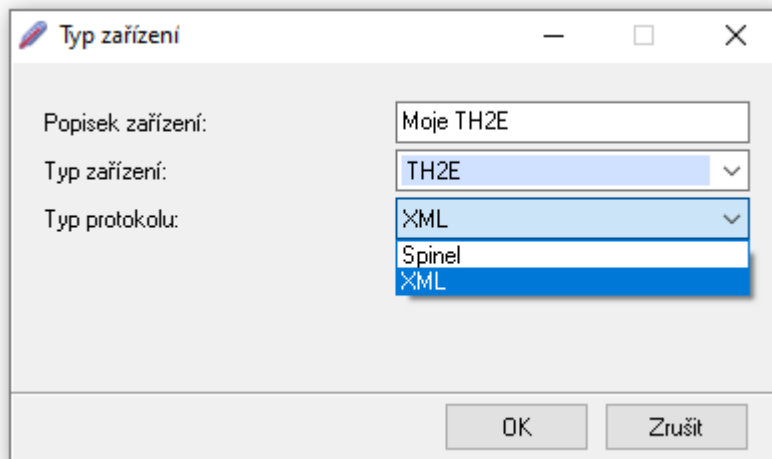 Typ zařízení
Popisek zařízení: Moje TH2E
Typ zařízení: TH2E
Typ protokolu: XML
Spinel
XML
OK Zrušit